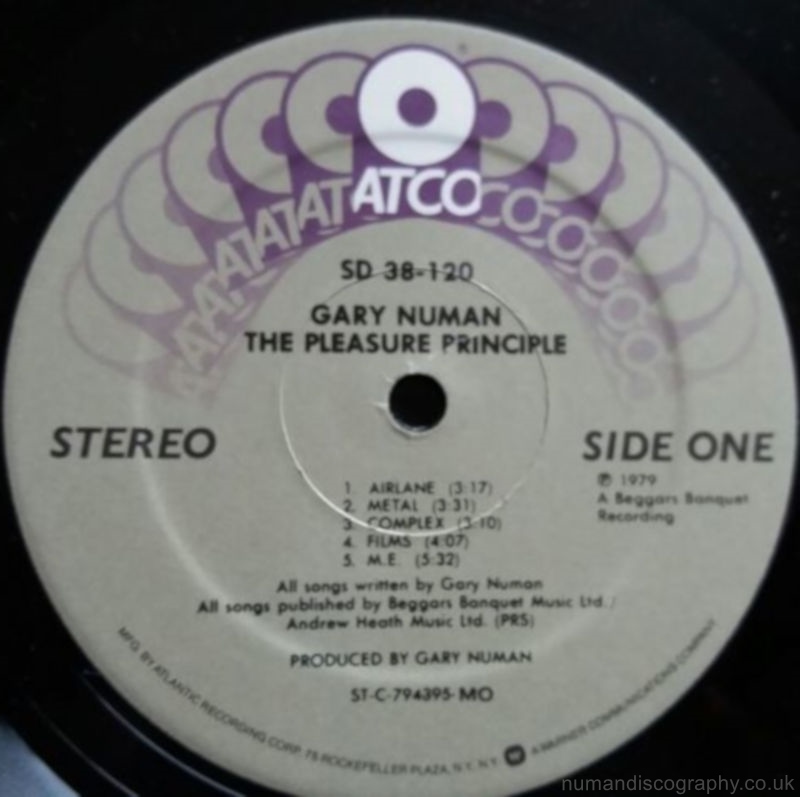 ATATATATATATCOCOCOCOCOCO
SD 38-120
GARY NUMAN
THE PLEASURE PRINCIPLE
STEREO
SIDE ONE
℗ 1979
A Beggars Banquet
Recording
1. AIRLANE (3:17)
2. METAL (3:31)
3. COMPLEX (3:10)
4. FILMS (4:07)
5. M.E. (5:32)
All songs written by Gary Numan
All songs published by Beggars Banquet Music Ltd./
Andrew Heath Music Ltd. (PRS)
PRODUCED BY GARY NUMAN
ST-C-794395-MO
MFG. BY ATLANTIC RECORDING CORP. 75 ROCKEFELLER PLAZA, N.Y. N.Y. A WARNER COMMUNICATIONS COMPANY
numandiscography.co.uk